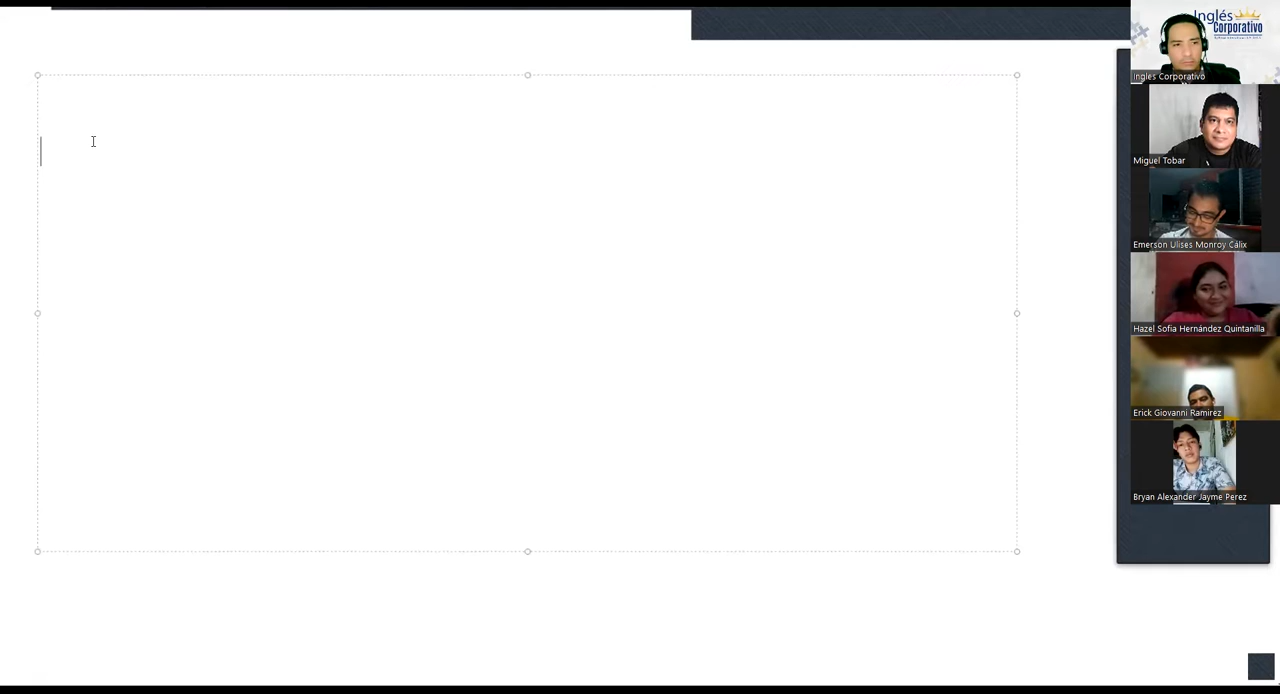 Inglés
Corporativo
Ingles Corporativo
Miguel Tobar
Emerson Ulises Monroy Cálix
Hazel Sofia Hernández Quintanilla
Erick Giovanni Ramirez
Bryan Alexander Jayme Perez